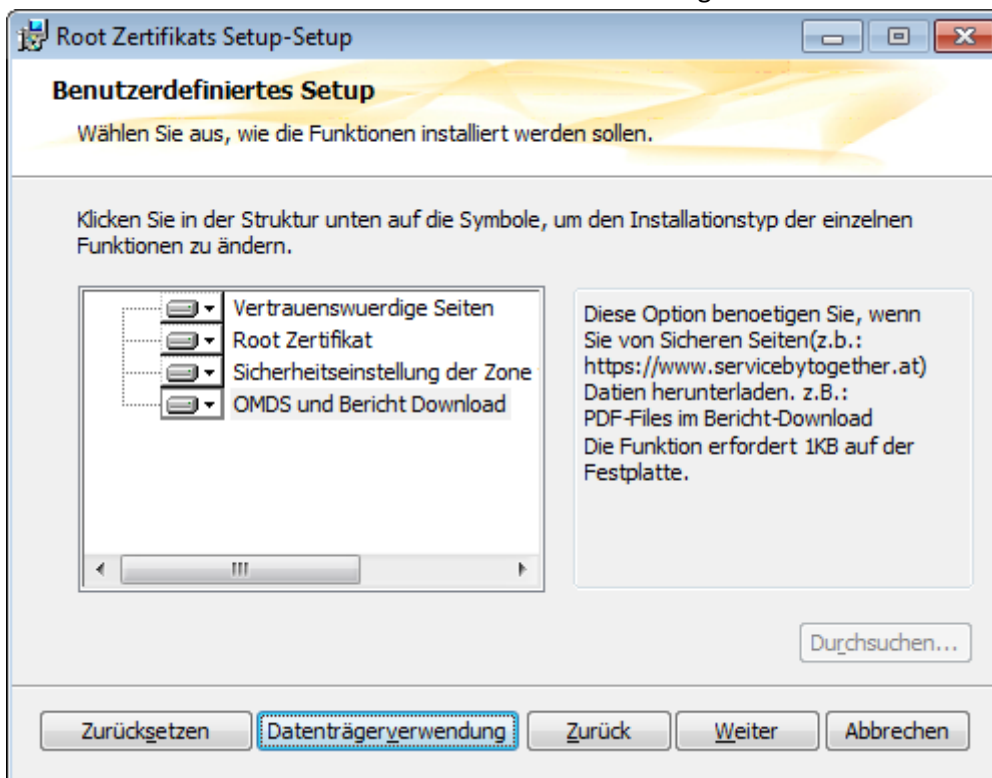 Root Zertifikats Setup-Setup
Benutzerdefiniertes Setup
Wählen Sie aus, wie die Funktionen installiert werden sollen.
Klicken Sie in der Struktur unten auf die Symbole, um den Installationstyp der einzelnen
Funktionen zu ändern.
Vertrauenswuerdige Seiten
Root Zertifikat
Sicherheitseinstellung der Zone
OMDS und Bericht Download
Diese Option benoetigen Sie, wenn
Sie von Sicheren Seiten(z.b.:
https://www.servicebytogether.at)
Datien herunterladen. z.B.:
PDF-Files im Bericht-Download
Die Funktion erfordert 1KB auf der
Festplatte.
Durchsuchen...
Zurücksetzen Datenträgerverwendung Zurück Weiter Abbrechen